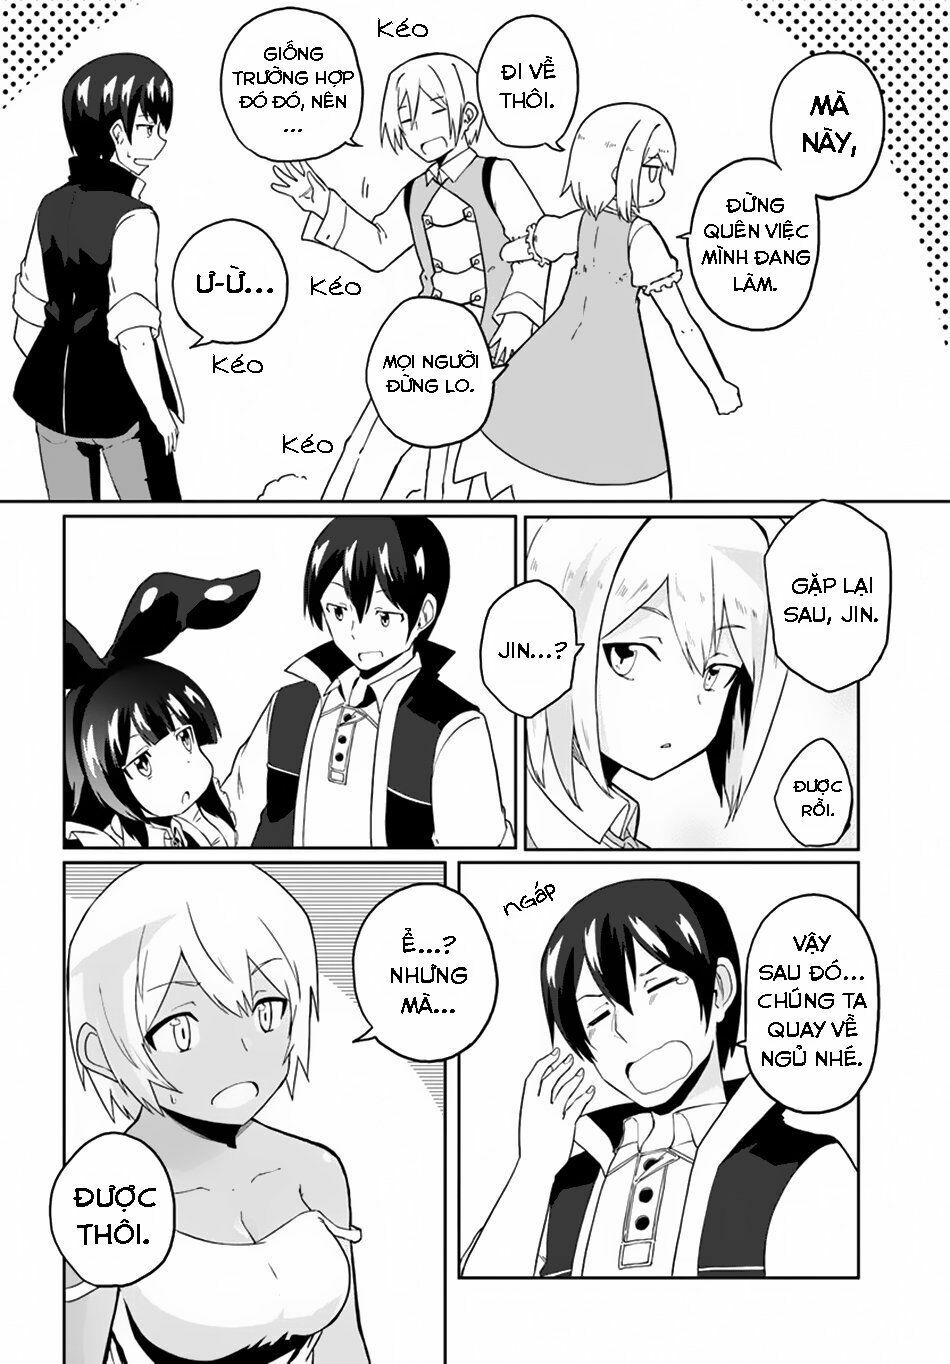 MÀ
NÀY,
ĐỪNG
QUÊN VIỆC
MÌNH ĐANG
LÀM.
ĐI VỀ
THÔI.
Kéo
GIỐNG
TRƯỜNG HỢP
ĐÓ ĐÓ, NÊN
...
Ư-Ừ...
Kéo
Kéo
MỌI NGƯỜI
ĐỪNG LO.
Kéo
GẶP LẠI
SAU, JIN.
JIN...?
ĐƯỢC
RỒI.
NGÁP
VẬY
SAU ĐÓ...
CHÚNG TA
QUAY VỀ
NGỦ NHÉ.
Ể...?
NHƯNG
MÀ...
ĐƯỢC
THÔI.